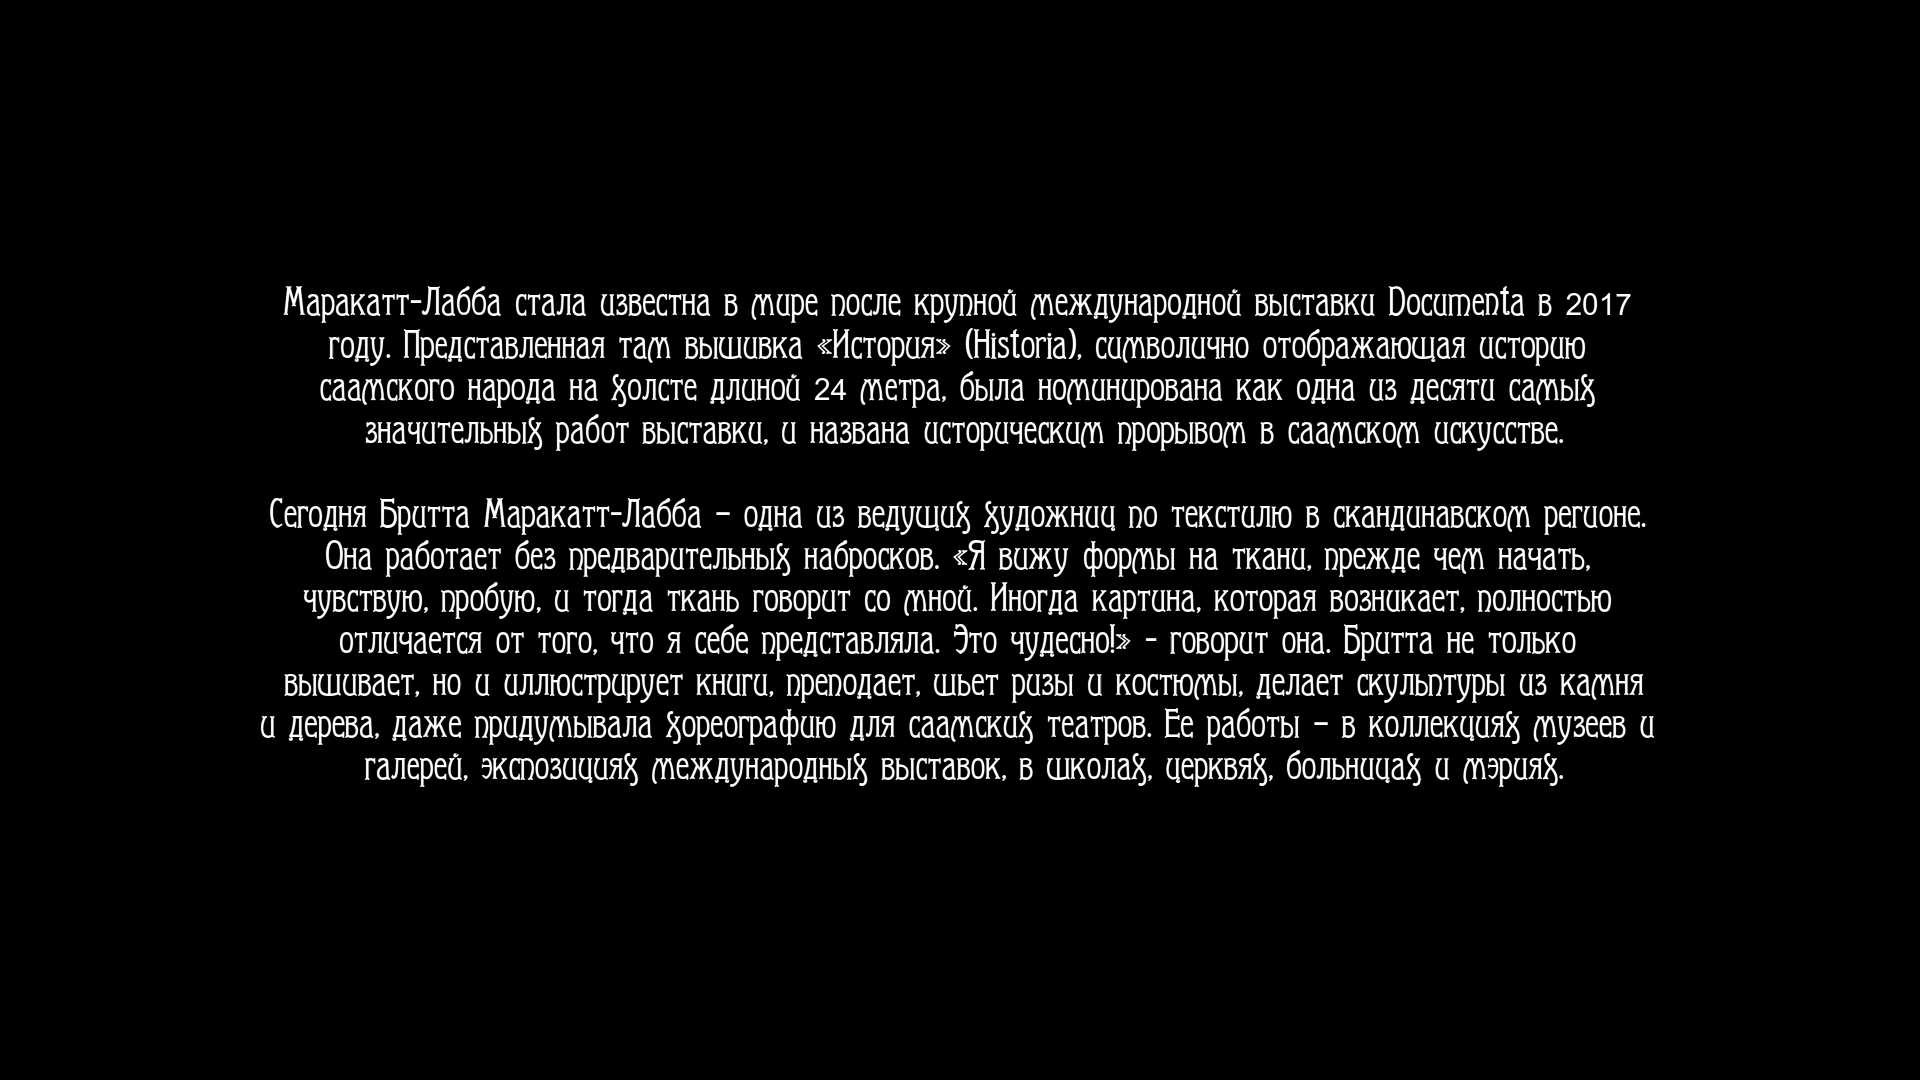 Маракатт-Лабба стала известна в мире после крупной международной выставки Documenta в 2017
году. Представленная там вышивка «История» (Historia), символично отображающая историю
саамского народа на холсте длиной 24 метра, была номинирована как одна из десяти самых
значительных работ выставки, и названа историческим прорывом в саамском искусстве.
Сегодня Бритта Маракатт-Лабба – одна из ведущих художниц по текстилю в скандинавском регионе.
Она работает без предварительных набросков. «Я вижу формы на ткани, прежде чем начать,
чувствую, пробую, и тогда ткань говорит со мной. Иногда картина, которая возникает, полностью
отличается от того, что я себе представляла. Это чудесно!» - говорит она. Бритта не только
вышивает, но и иллюстрирует книги, преподает, шьет ризы и костюмы, делает скульптуры из камня
и дерева, даже придумывала хореографию для саамских театров. Ее работы – в коллекциях музеев и
галерей, экспозициях международных выставок, в школах, церквях, больницах и мэриях.